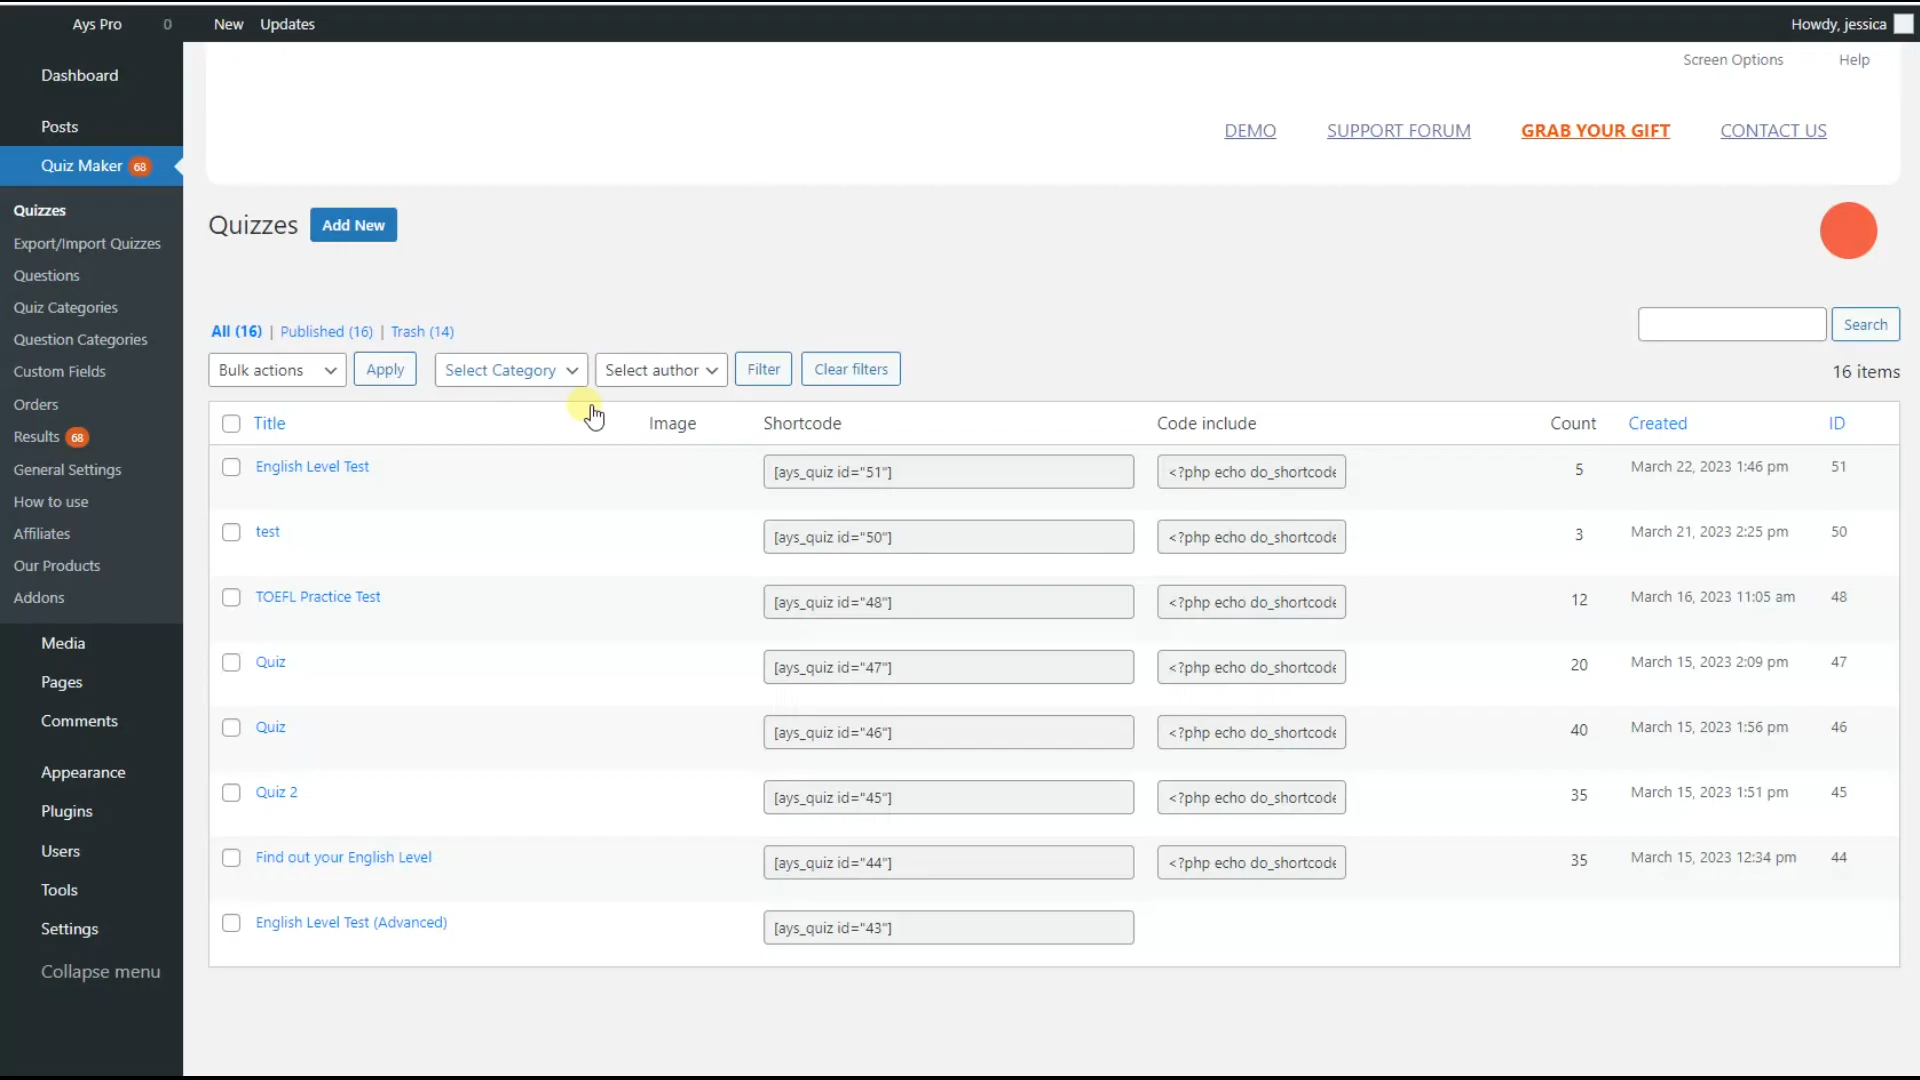 Ays Pro 0 New Updates Howdy, jessica
Screen Options Help
DEMO SUPPORT FORUM GRAB YOUR GIFT CONTACT US
Dashboard
Posts
Quiz Maker 68
Quizzes
Export/Import Quizzes
Questions
Quiz Categories
Question Categories
Custom Fields
Orders
Results 68
General Settings
How to use
Affiliates
Our Products
Addons
Media
Pages
Comments
Appearance
Plugins
Users
Tools
Settings
Collapse menu
Quizzes Add New
All (16) | Published (16) | Trash (14)
Search
Bulk actions Apply Select Category Select author Filter Clear filters 16 items
Title Image Shortcode Code include Count Created ID
English Level Test [ays_quiz id="51"] <?php echo do_shortcode 5 March 22, 2023 1:46 pm 51
test [ays_quiz id="50"] <?php echo do_shortcode 3 March 21, 2023 2:25 pm 50
TOEFL Practice Test [ays_quiz id="48"] <?php echo do_shortcode 12 March 16, 2023 11:05 am 48
Quiz [ays_quiz id="47"] <?php echo do_shortcode 20 March 15, 2023 2:09 pm 47
Quiz [ays_quiz id="46"] <?php echo do_shortcode 40 March 15, 2023 1:56 pm 46
Quiz 2 [ays_quiz id="45"] <?php echo do_shortcode 35 March 15, 2023 1:51 pm 45
Find out your English Level [ays_quiz id="44"] <?php echo do_shortcode 35 March 15, 2023 12:34 pm 44
English Level Test (Advanced) [ays_quiz id="43"]